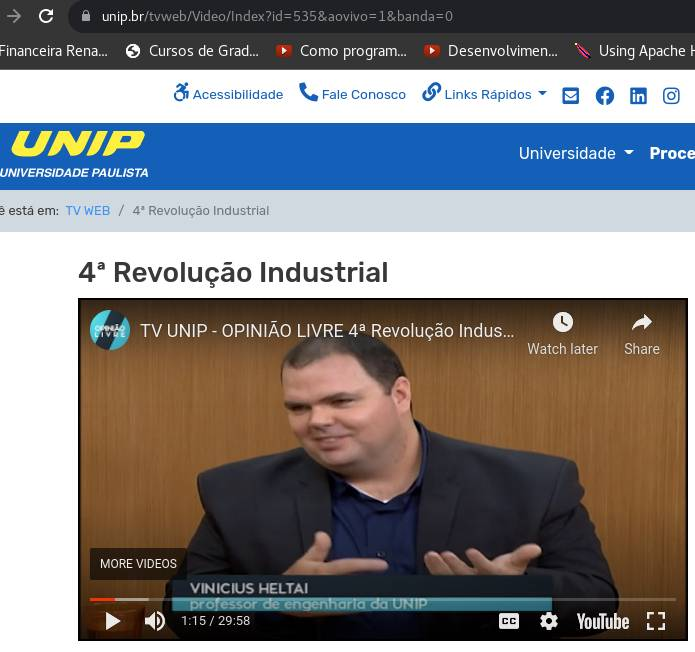 unip.br/tvweb/Video/Index?id=535&aovivo=1&banda=0
Financeira Rena... Cursos de Grad... Como program... Desenvolvimen... Using Apache H
Acessibilidade Fale Conosco Links Rápidos
UNIP
UNIVERSIDADE PAULISTA
Universidade Proce
ê está em: TV WEB / 4ª Revolução Industrial
4ª Revolução Industrial
OPINIÃO LIVRE
TV UNIP - OPINIÃO LIVRE 4ª Revolução Indus...
Watch later Share
MORE VIDEOS
VINICIUS HELTAI
professor de engenharia da UNIP
1:15 / 29:58 CC YouTube